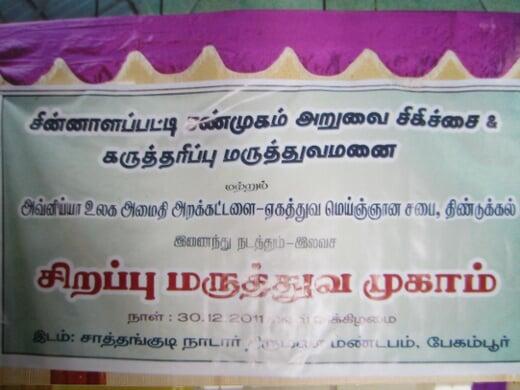 சின்னாளப்பட்டி சண்முகம் அறுவை சிகிச்சை &
கருத்தரிப்பு மருத்துவமனை
மற்றும்
அவ்னிய்யா உலக அமைதி அறக்கட்டளை-ஏகத்துவ மெய்ஞ்ஞான சபை, திண்டுக்கல்
இணைந்து நடத்தும்-இலவச
சிறப்பு மருத்துவ முகாம்
நாள் : 30.12.2011
இடம்: சாத்தங்குடி நாடார் மண்டபம், பேகம்பூர்